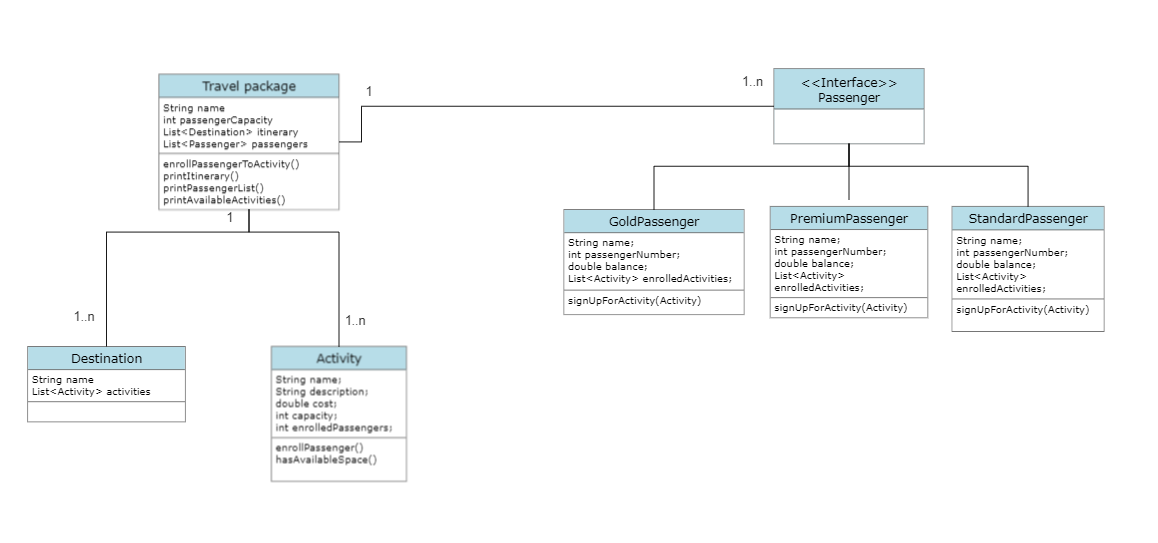 Travel package
String name
int passengerCapacity
List<Destination> itinerary
List<Passenger> passengers
enrollPassengerToActivity()
printItinerary()
printPassengerList()
printAvailableActivities()
1
1..n
<<Interface>>
Passenger
GoldPassenger
String name;
int passengerNumber;
double balance;
List<Activity> enrolledActivities;
signUpForActivity(Activity)
PremiumPassenger
String name;
int passengerNumber;
double balance;
List<Activity>
enrolledActivities;
signUpForActivity(Activity)
StandardPassenger
String name;
int passengerNumber;
double balance;
List<Activity>
enrolledActivities;
signUpForActivity(Activity)
1
1..n
1..n
Destination
String name
List<Activity> activities
Activity
String name;
String description;
double cost;
int capacity;
int enrolledPassengers;
enrollPassenger()
hasAvailableSpace()